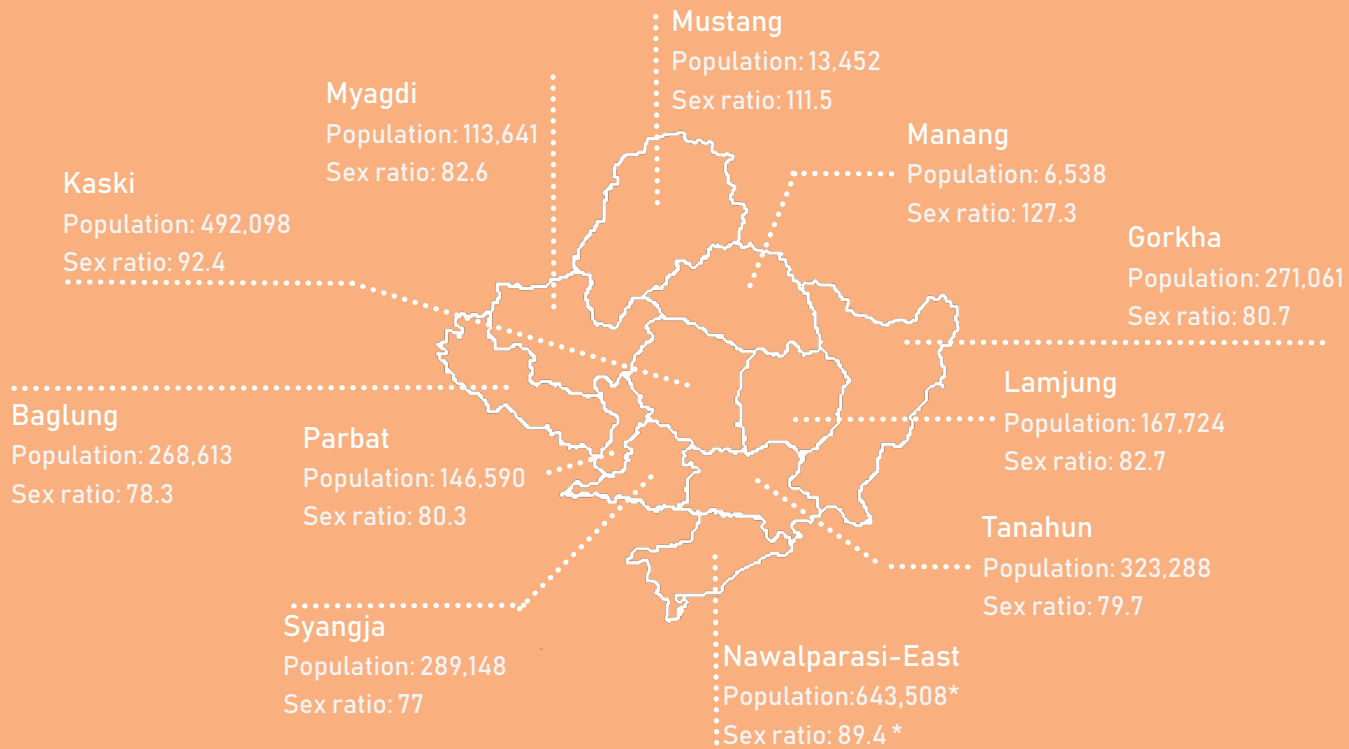 Mustang
Population: 13,452
Sex ratio: 111.5
Myagdi
Population: 113,641
Sex ratio: 82.6
Manang
Population: 6,538
Sex ratio: 127.3
Kaski
Population: 492,098
Sex ratio: 92.4
Gorkha
Population: 271,061
Sex ratio: 80.7
Lamjung
Population: 167,724
Sex ratio: 82.7
Baglung
Population: 268,613
Sex ratio: 78.3
Parbat
Population: 146,590
Sex ratio: 80.3
Tanahun
Population: 323,288
Sex ratio: 79.7
Syangja
Population: 289,148
Sex ratio: 77
Nawalparasi-East
Population:643,508*
Sex ratio: 89.4 *